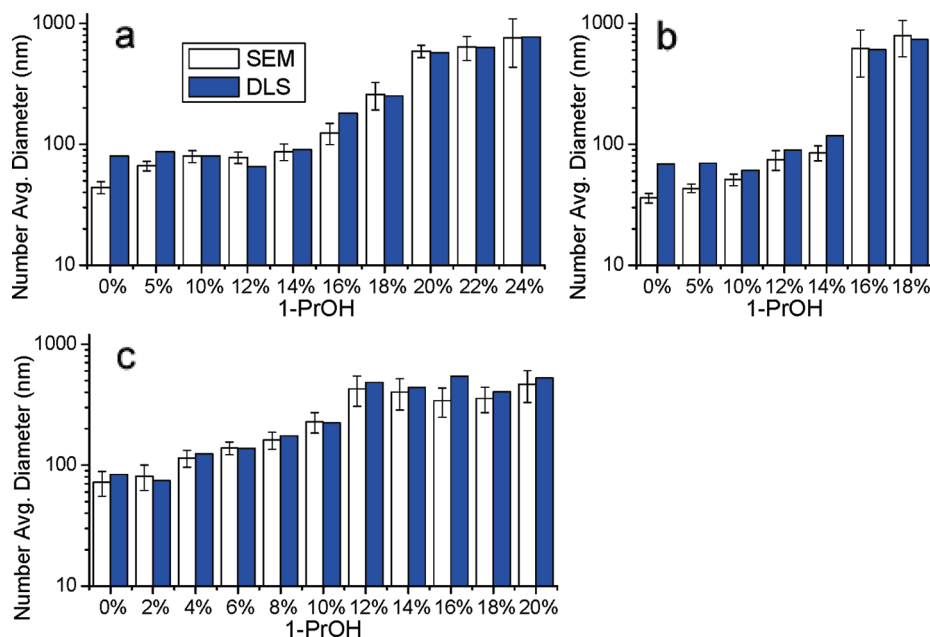 a
SEM
DLS
Number Avg. Diameter (nm)
1000
100
10
0% 5% 10% 12% 14% 16% 18% 20% 22% 24%
1-PrOH
b
Number Avg. Diameter (nm)
1000
100
10
0% 5% 10% 12% 14% 16% 18%
1-PrOH
c
Number Avg. Diameter (nm)
1000
100
10
0% 2% 4% 6% 8% 10% 12% 14% 16% 18% 20%
1-PrOH